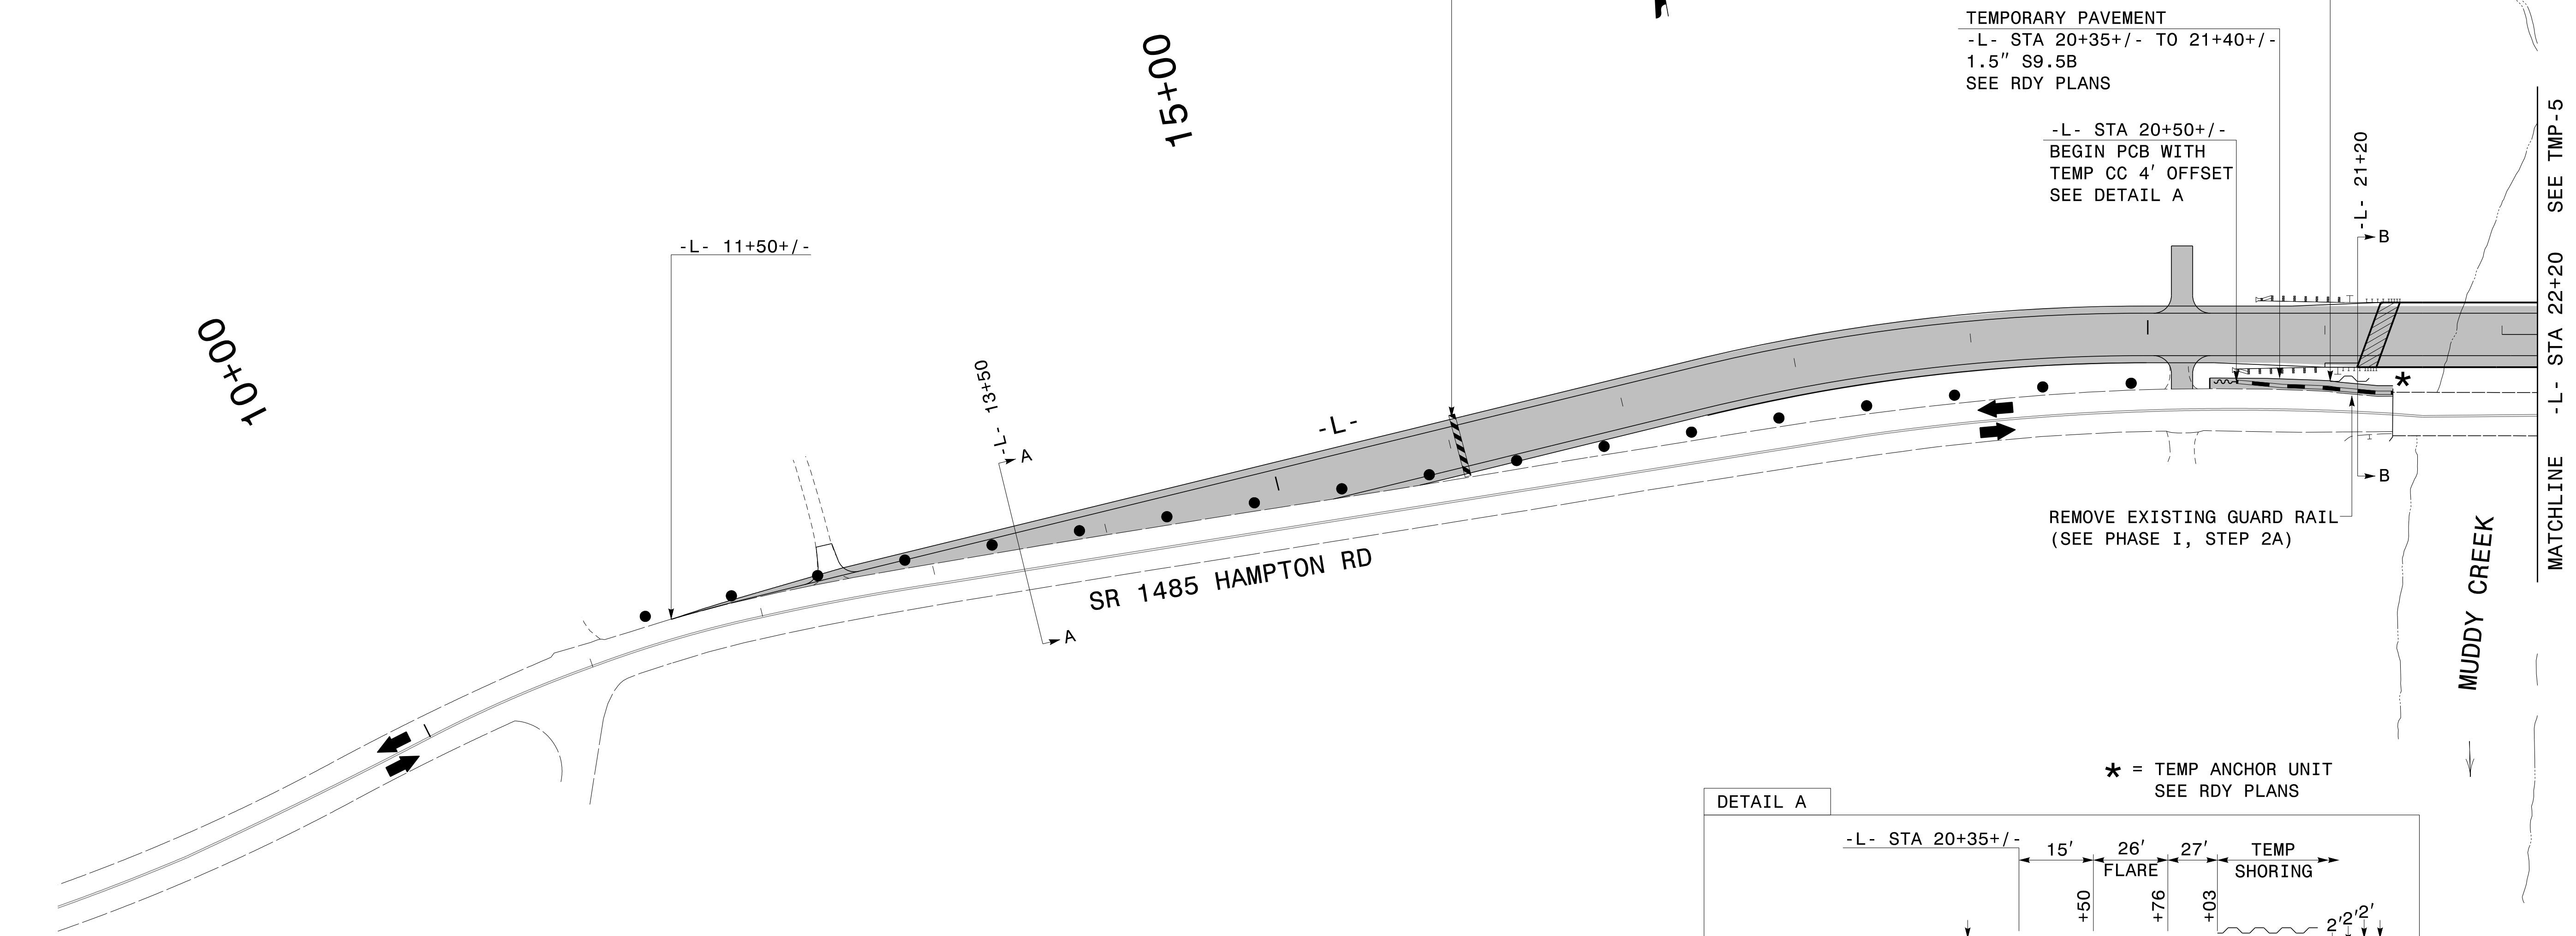 TEMPORARY PAVEMENT
-L- STA 20+35+/- TO 21+40+/-
1.5" S9.5B
SEE RDY PLANS
-L- STA 20+50+/-
BEGIN PCB WITH
TEMP CC 4' OFFSET
SEE DETAIL A
-L- 21+20
B
B
MATCHLINE -L- STA 22+20 SEE TMP-5
15+00
10+00
-L- 11+50+/-
-L- 13+50
A
A
-L-
SR 1485 HAMPTON RD
*
REMOVE EXISTING GUARD RAIL
(SEE PHASE I, STEP 2A)
MUDDY CREEK
* = TEMP ANCHOR UNIT
SEE RDY PLANS
DETAIL A
-L- STA 20+35+/-
15' 26' 27' TEMP
FLARE SHORING
+50 +76 +03
2' 2' 2'